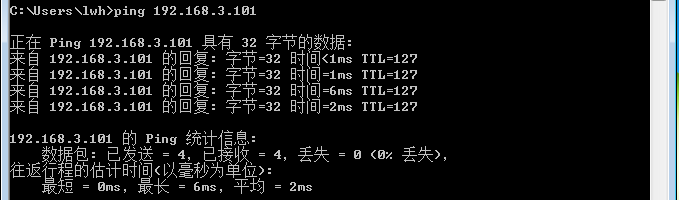 C:\Users\lwh>ping 192.168.3.101
正在 Ping 192.168.3.101 具有 32 字节的数据:
来自 192.168.3.101 的回复: 字节=32 时间<1ms TTL=127
来自 192.168.3.101 的回复: 字节=32 时间=1ms TTL=127
来自 192.168.3.101 的回复: 字节=32 时间=6ms TTL=127
来自 192.168.3.101 的回复: 字节=32 时间=2ms TTL=127
192.168.3.101 的 Ping 统计信息:
数据包: 已发送 = 4, 已接收 = 4, 丢失 = 0 (0% 丢失),
往返行程的估计时间(以毫秒为单位):
最短 = 0ms, 最长 = 6ms, 平均 = 2ms